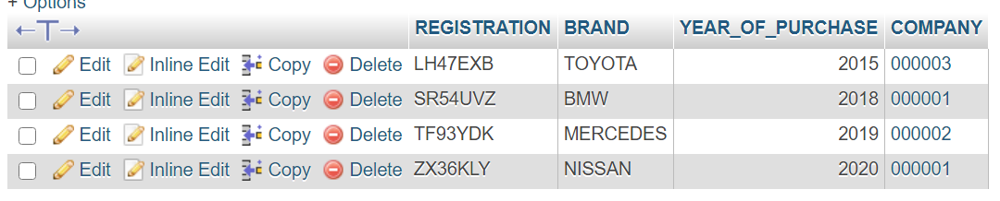 + Options
←T→ REGISTRATION BRAND YEAR_OF_PURCHASE COMPANY
Edit Inline Edit Copy Delete LH47EXB TOYOTA 2015 000003
Edit Inline Edit Copy Delete SR54UVZ BMW 2018 000001
Edit Inline Edit Copy Delete TF93YDK MERCEDES 2019 000002
Edit Inline Edit Copy Delete ZX36KLY NISSAN 2020 000001